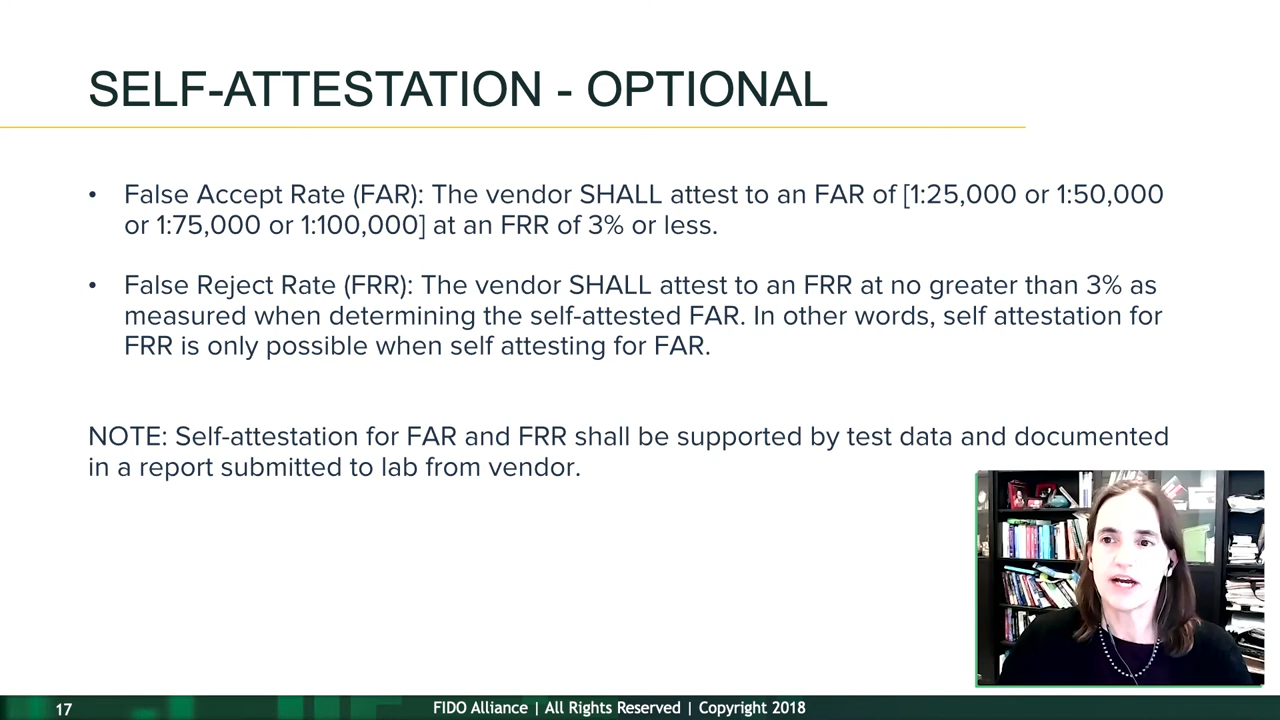 SELF-ATTESTATION - OPTIONAL
• False Accept Rate (FAR): The vendor SHALL attest to an FAR of [1:25,000 or 1:50,000
or 1:75,000 or 1:100,000] at an FRR of 3% or less.
• False Reject Rate (FRR): The vendor SHALL attest to an FRR at no greater than 3% as
measured when determining the self-attested FAR. In other words, self attestation for
FRR is only possible when self attesting for FAR.
NOTE: Self-attestation for FAR and FRR shall be supported by test data and documented
in a report submitted to lab from vendor.
17
FIDO Alliance | All Rights Reserved | Copyright 2018